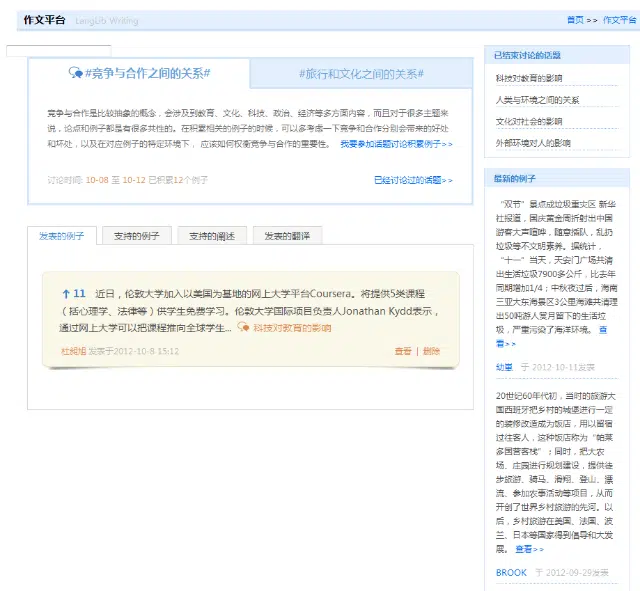 作文平台 LangLib Writing
首页 >> 作文平台
#竞争与合作之间的关系#
#旅行和文化之间的关系#
竞争与合作是比较抽象的概念，会涉及到教育、文化、科技、政治、经济等多方面内容，而且对于很多主题来
说，论点和例子都是有很多共性的。在积累相关的例子的时候，可以多考虑一下竞争和合作分别会带来的好处
和坏处，以及在对应例子的特定环境下， 应该如何权衡竞争与合作的重要性。 我要参加话题讨论积累例子>>
讨论时间: 10-08 至 10-12 已积累12个例子
已经讨论过的话题>>
发表的例子
支持的例子
支持的阐述
发表的翻译
11 近日，伦敦大学加入以美国为基地的网上大学平台Coursera。将提供5类课程
（括心理学、法律等）供学生免费学习。伦敦大学国际项目负责人Jonathan Kydd表示，
通过网上大学可以把课程推向全球学生... 科技对教育的影响
杜昶旭 发表于2012-10-8 15:12
查看 | 删除
已结束讨论的话题
科技对教育的影响
人类与环境之间的关系
文化对社会的影响
外部环境对人的影响
最新的例子
“双节”景点成垃圾重灾区 新华
社报道，国庆黄金周折射出中国
游客大声喧哗，随意插队，乱扔
垃圾等不文明素养。据统计，
“十一”当天，天安门广场共清
出生活垃圾7900多公斤，比去年
同期增加1/4；中秋夜过后，海南
三亚大东海景区3公里海滩共清理
出50吨游人赏月留下的生活垃
圾，严重污染了海洋环境。 查
看>>
于 2012-10-11发表
20世纪60年代初，当时的旅游大
国西班牙把乡村的城堡进行一定
的装修改造成为饭店，用以留宿
过往客人，这种饭店称为“帕莱
多国营客栈”；同时，把大农
场、庄园进行规划建设，提供徒
步旅游、骑马、滑翔、登山、漂
流、参加农事活动等项目，从而
开创了世界乡村旅游的先河。以
后，乡村旅游在美国、法国、波
兰、日本等国家得到倡导和大发
展。 查看>>
BROOK 于 2012-09-29发表